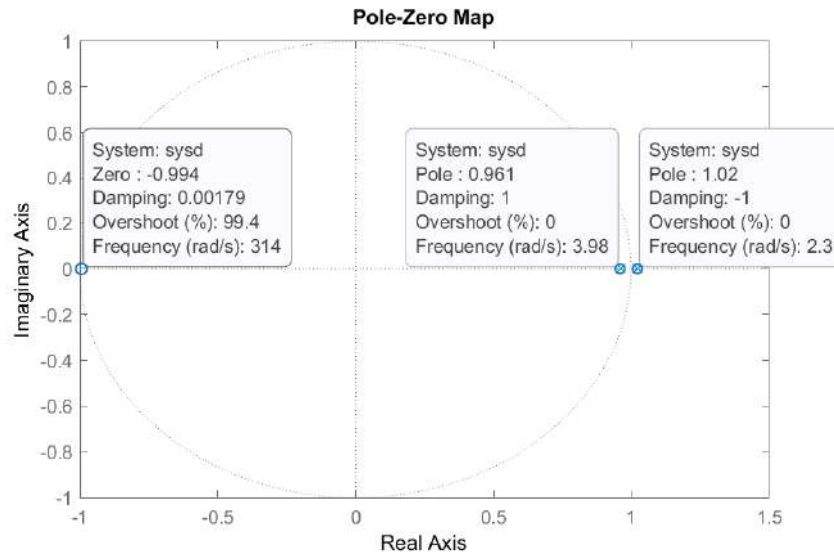 Pole-Zero Map
1
0.8
0.6
0.4
0.2
0
-0.2
-0.4
-0.6
-0.8
-1
Imaginary Axis
System: sysd
Zero : -0.994
Damping: 0.00179
Overshoot (%): 99.4
Frequency (rad/s): 314
System: sysd
Pole : 0.961
Damping: 1
Overshoot (%): 0
Frequency (rad/s): 3.98
System: sysd
Pole : 1.02
Damping: -1
Overshoot (%): 0
Frequency (rad/s): 2.3
-1
-0.5
0
0.5
1
1.5
Real Axis